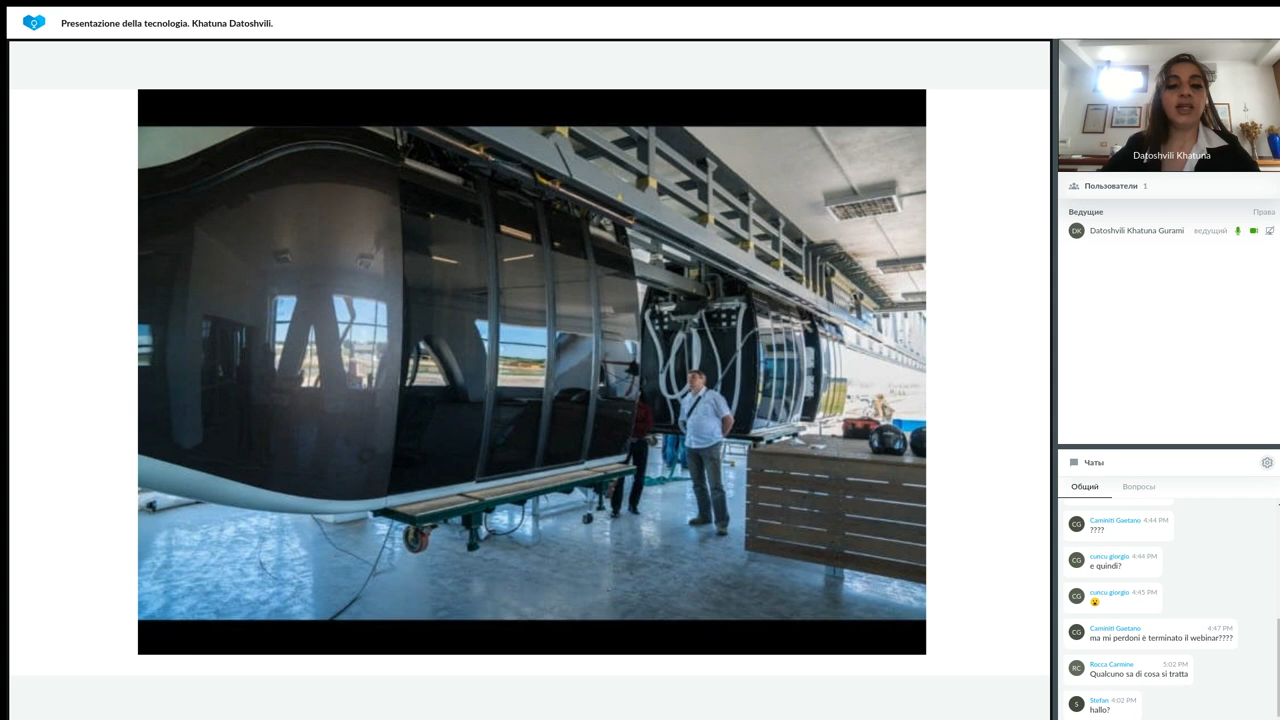 Presentazione della tecnologia. Khatuna Datoshvili.
Datoshvili Khatuna
Пользователи 1
Ведущие Права
DK Datoshvili Khatuna Gurami ведущий
Чаты
Общий Вопросы
CG Caminiti Gaetano 4:44 PM
????
CG cuncu giorgio 4:44 PM
e quindi?
CG cuncu giorgio 4:45 PM
😮
CG Caminiti Gaetano 4:47 PM
ma mi perdoni è terminato il webinar????
RC Rocca Carmine 5:02 PM
Qualcuno sa di cosa si tratta
S Stefan 4:02 PM
hallo?